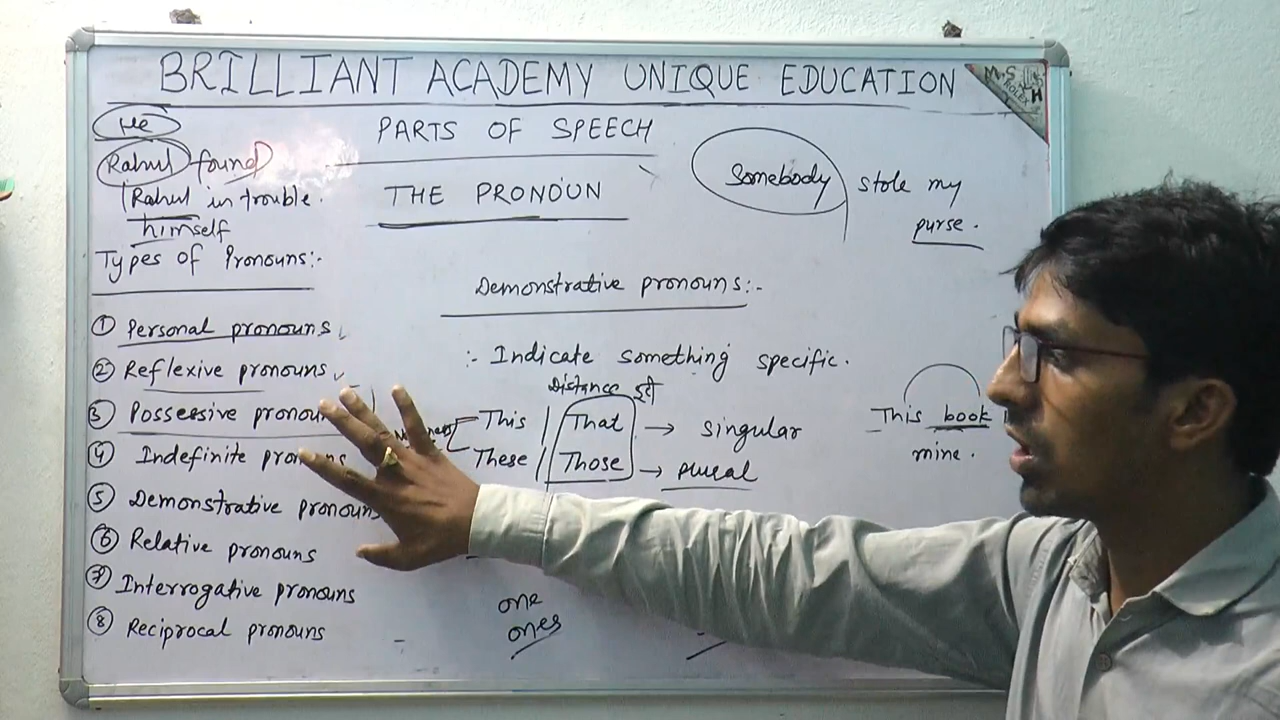 BRILLIANT ACADEMY UNIQUE EDUCATION
PARTS OF SPEECH
THE PRONOUN
He
Rahul found
Rahul in trouble.
himself
Somebody stole my
purse.
Types of Pronouns:-
① Personal pronouns
② Reflexive pronouns
③ Possessive
④ Indefinite
⑤ Demonstrative pronouns
⑥ Relative pronouns
⑦ Interrogative pronouns
⑧ Reciprocal pronouns
Demonstrative pronouns:-
:- Indicate something specific.
Distance
This / That → singular
These / Those → plural
one
ones
This book
mine.